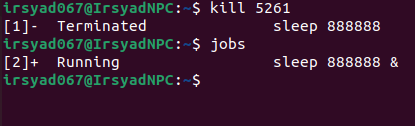 irsyad067@IrsyadNPC:~$ kill 5261
[1]-  Terminated              sleep 888888
irsyad067@IrsyadNPC:~$ jobs
[2]+  Running                 sleep 888888 &
irsyad067@IrsyadNPC:~$